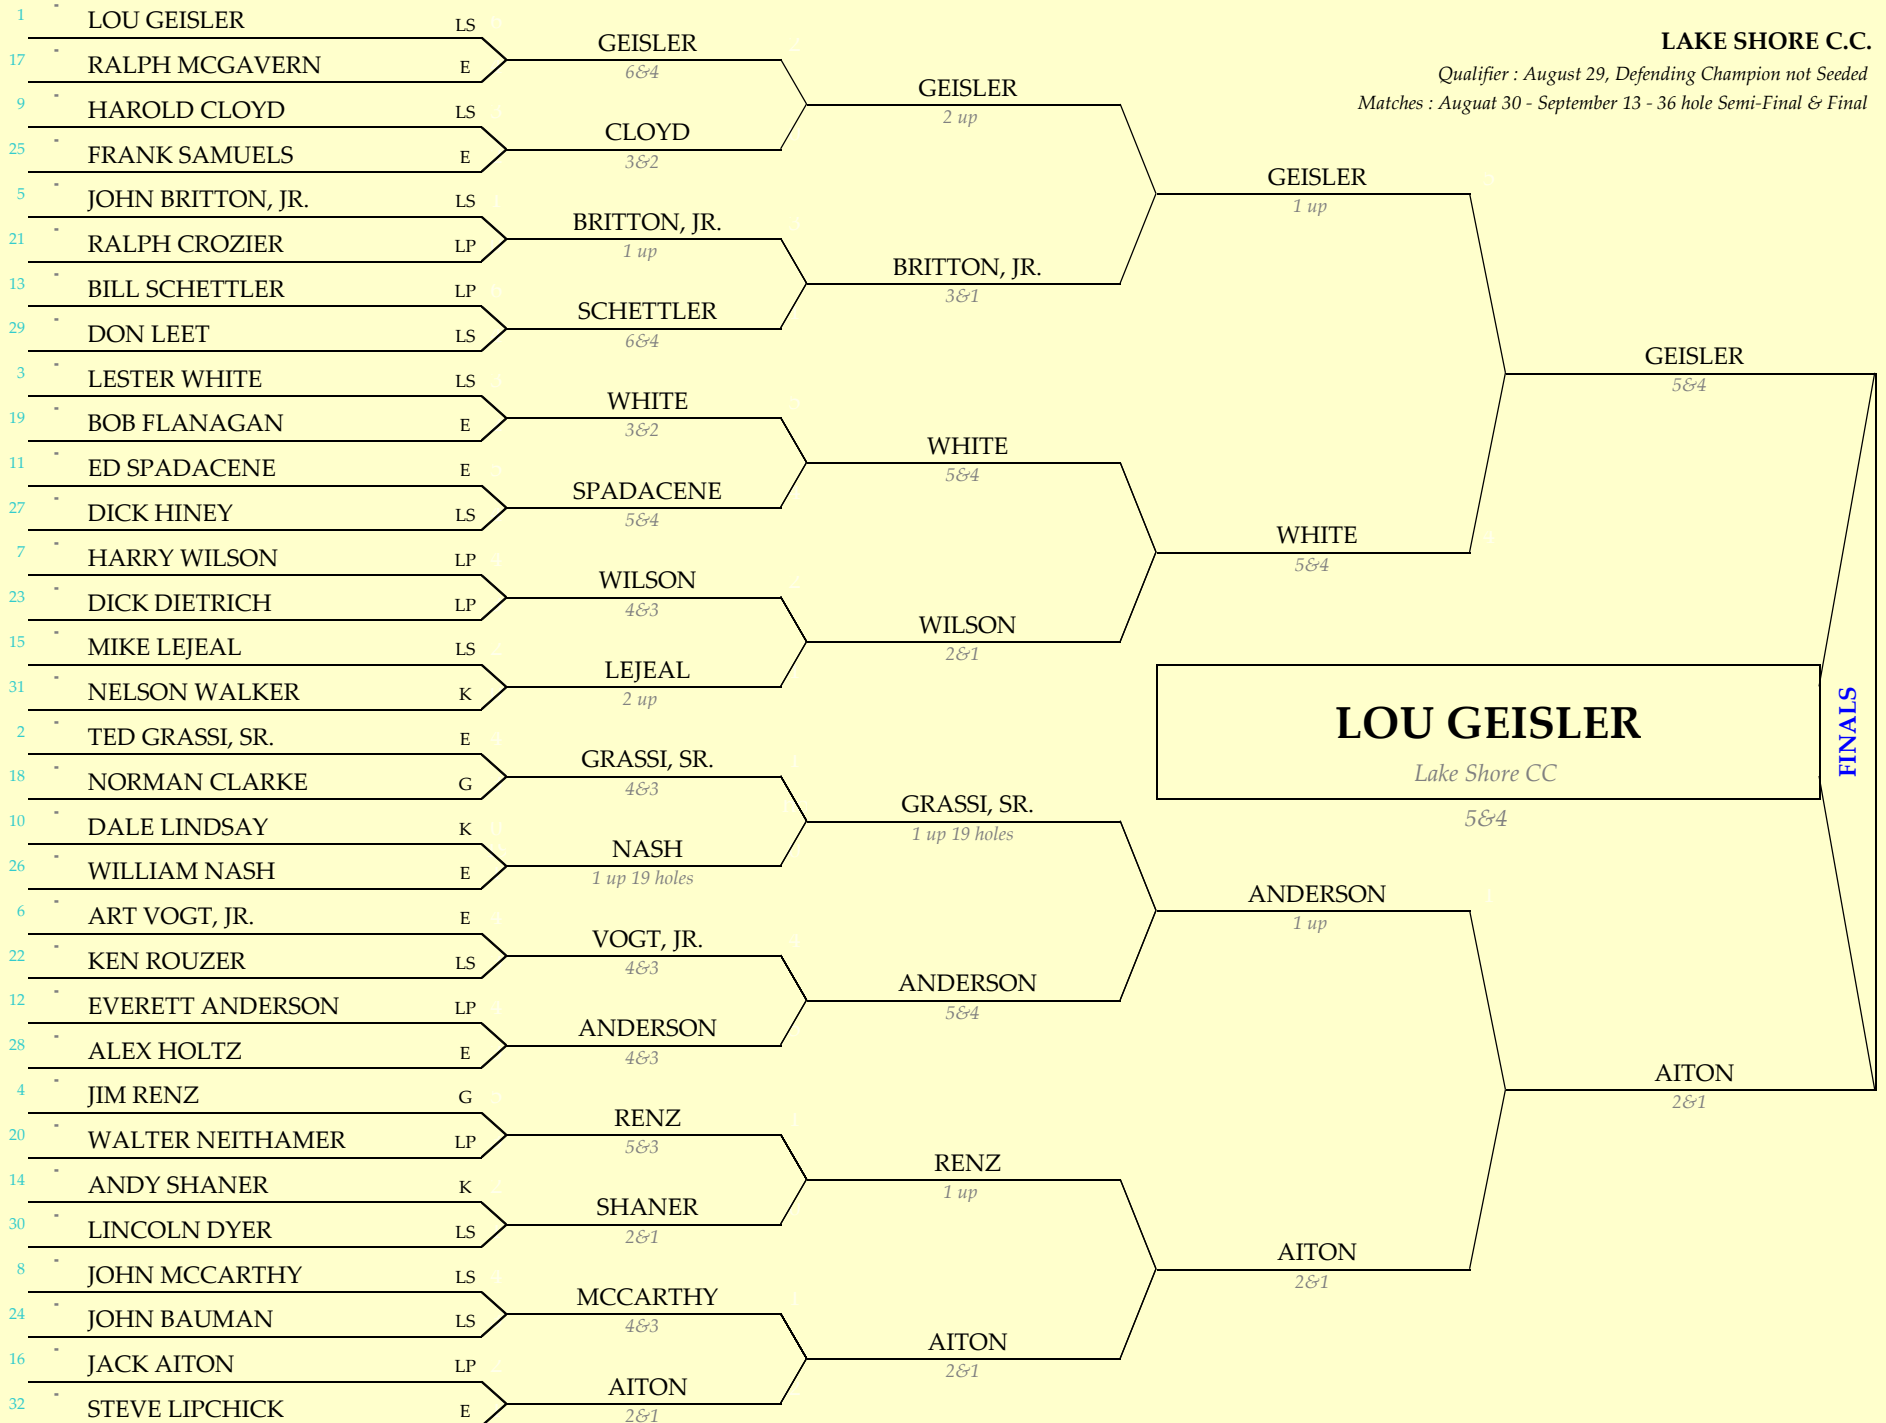 LAKE SHORE C.C.
Qualifier : August 29, Defending Champion not Seeded
Matches : Auguat 30 - September 13 - 36 hole Semi-Final & Final
1 LOU GEISLER LS
17 RALPH MCGAVERN E
9 HAROLD CLOYD LS
25 FRANK SAMUELS E
5 JOHN BRITTON, JR. LS
21 RALPH CROZIER LP
13 BILL SCHETTLER LP
29 DON LEET LS
3 LESTER WHITE LS
19 BOB FLANAGAN E
11 ED SPADACENE E
27 DICK HINEY LS
7 HARRY WILSON LP
23 DICK DIETRICH LP
15 MIKE LEJEAL LS
31 NELSON WALKER K
2 TED GRASSI, SR. E
18 NORMAN CLARKE G
10 DALE LINDSAY K
26 WILLIAM NASH E
6 ART VOGT, JR. E
22 KEN ROUZER LS
12 EVERETT ANDERSON LP
28 ALEX HOLTZ E
4 JIM RENZ G
20 WALTER NEITHAMER LP
14 ANDY SHANER K
30 LINCOLN DYER LS
8 JOHN MCCARTHY LS
24 JOHN BAUMAN LS
16 JACK AITON LP
32 STEVE LIPCHICK E
GEISLER
6&4
CLOYD
3&2
BRITTON, JR.
1 up
SCHETTLER
6&4
WHITE
3&2
SPADACENE
5&4
WILSON
4&3
LEJEAL
2 up
GRASSI, SR.
4&3
NASH
1 up 19 holes
VOGT, JR.
4&3
ANDERSON
4&3
RENZ
5&3
SHANER
2&1
MCCARTHY
4&3
AITON
2&1
GEISLER
2 up
BRITTON, JR.
3&1
WHITE
5&4
WILSON
2&1
GRASSI, SR.
1 up 19 holes
ANDERSON
5&4
RENZ
1 up
AITON
2&1
GEISLER
1 up
WHITE
5&4
ANDERSON
1 up
AITON
2&1
GEISLER
5&4
AITON
2&1
LOU GEISLER
Lake Shore CC
5&4
FINALS